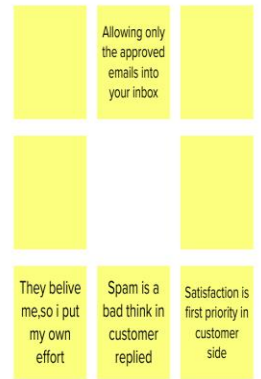 Allowing only
the approved
emails into
your inbox
They belive
me,so i put
my own
effort
Spam is a
bad think in
customer
replied
Satisfaction is
first priority in
customer
side